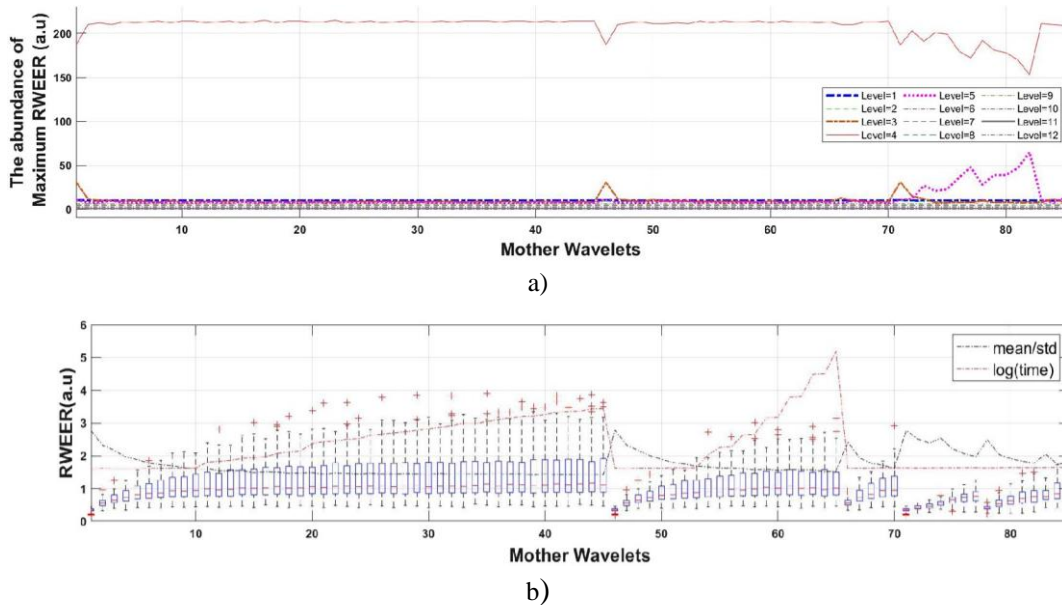 The abundance of
Maximum RWEER (a.u)
200
150
100
50
0
Level=1 Level=5 Level=9
Level=2 Level=6 Level=10
Level=3 Level=7 Level=11
Level=4 Level=8 Level=12
10 20 30 40 50 60 70 80
Mother Wavelets
a)
RWEER(a.u)
6
5
4
3
2
1
0
mean/std
log(time)
10 20 30 40 50 60 70 80
Mother Wavelets
b)